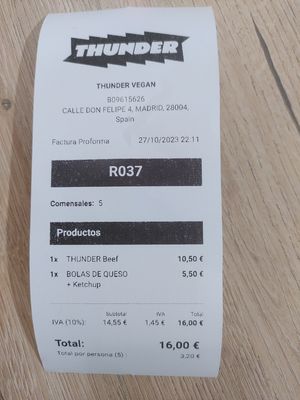 THUNDER
THUNDER VEGAN
B09615626
CALLE DON FELIPE 4, MADRID, 28004,
Spain
Factura Proforma 27/10/2023 22:11
R037
Comensales: 5
Productos
1x THUNDER Beef 10,50 €
1x BOLAS DE QUESO 5,50 €
+ Ketchup
Subtotal IVA Total
IVA (10%): 14,55 € 1,45 € 16,00 €
Total: 16,00 €
Total por persona (5) 3,20 €